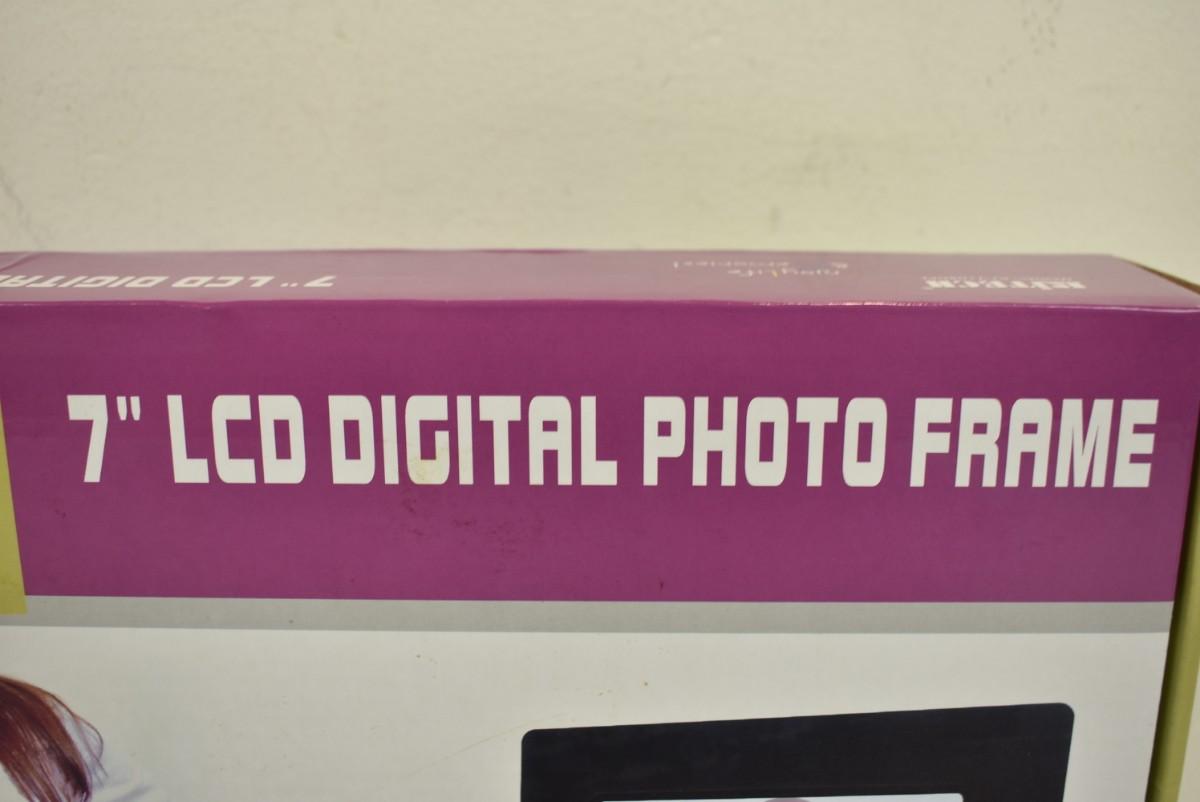 7" LCD DIGITAL
7" LCD DIGITAL PHOTO FRAME